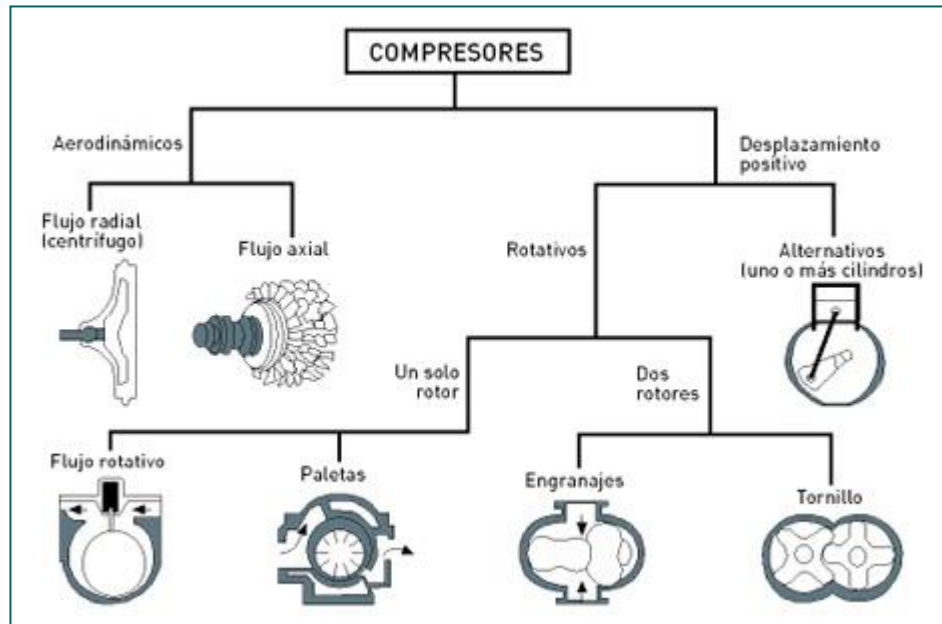 COMPRESORES
Aerodinámicos
Desplazamiento
positivo
Flujo radial
(centrífugo)
Flujo axial
Rotativos
Alternativos
(uno o más cilindros)
Un solo
rotor
Dos
rotores
Flujo rotativo
Paletas
Engranajes
Tornillo